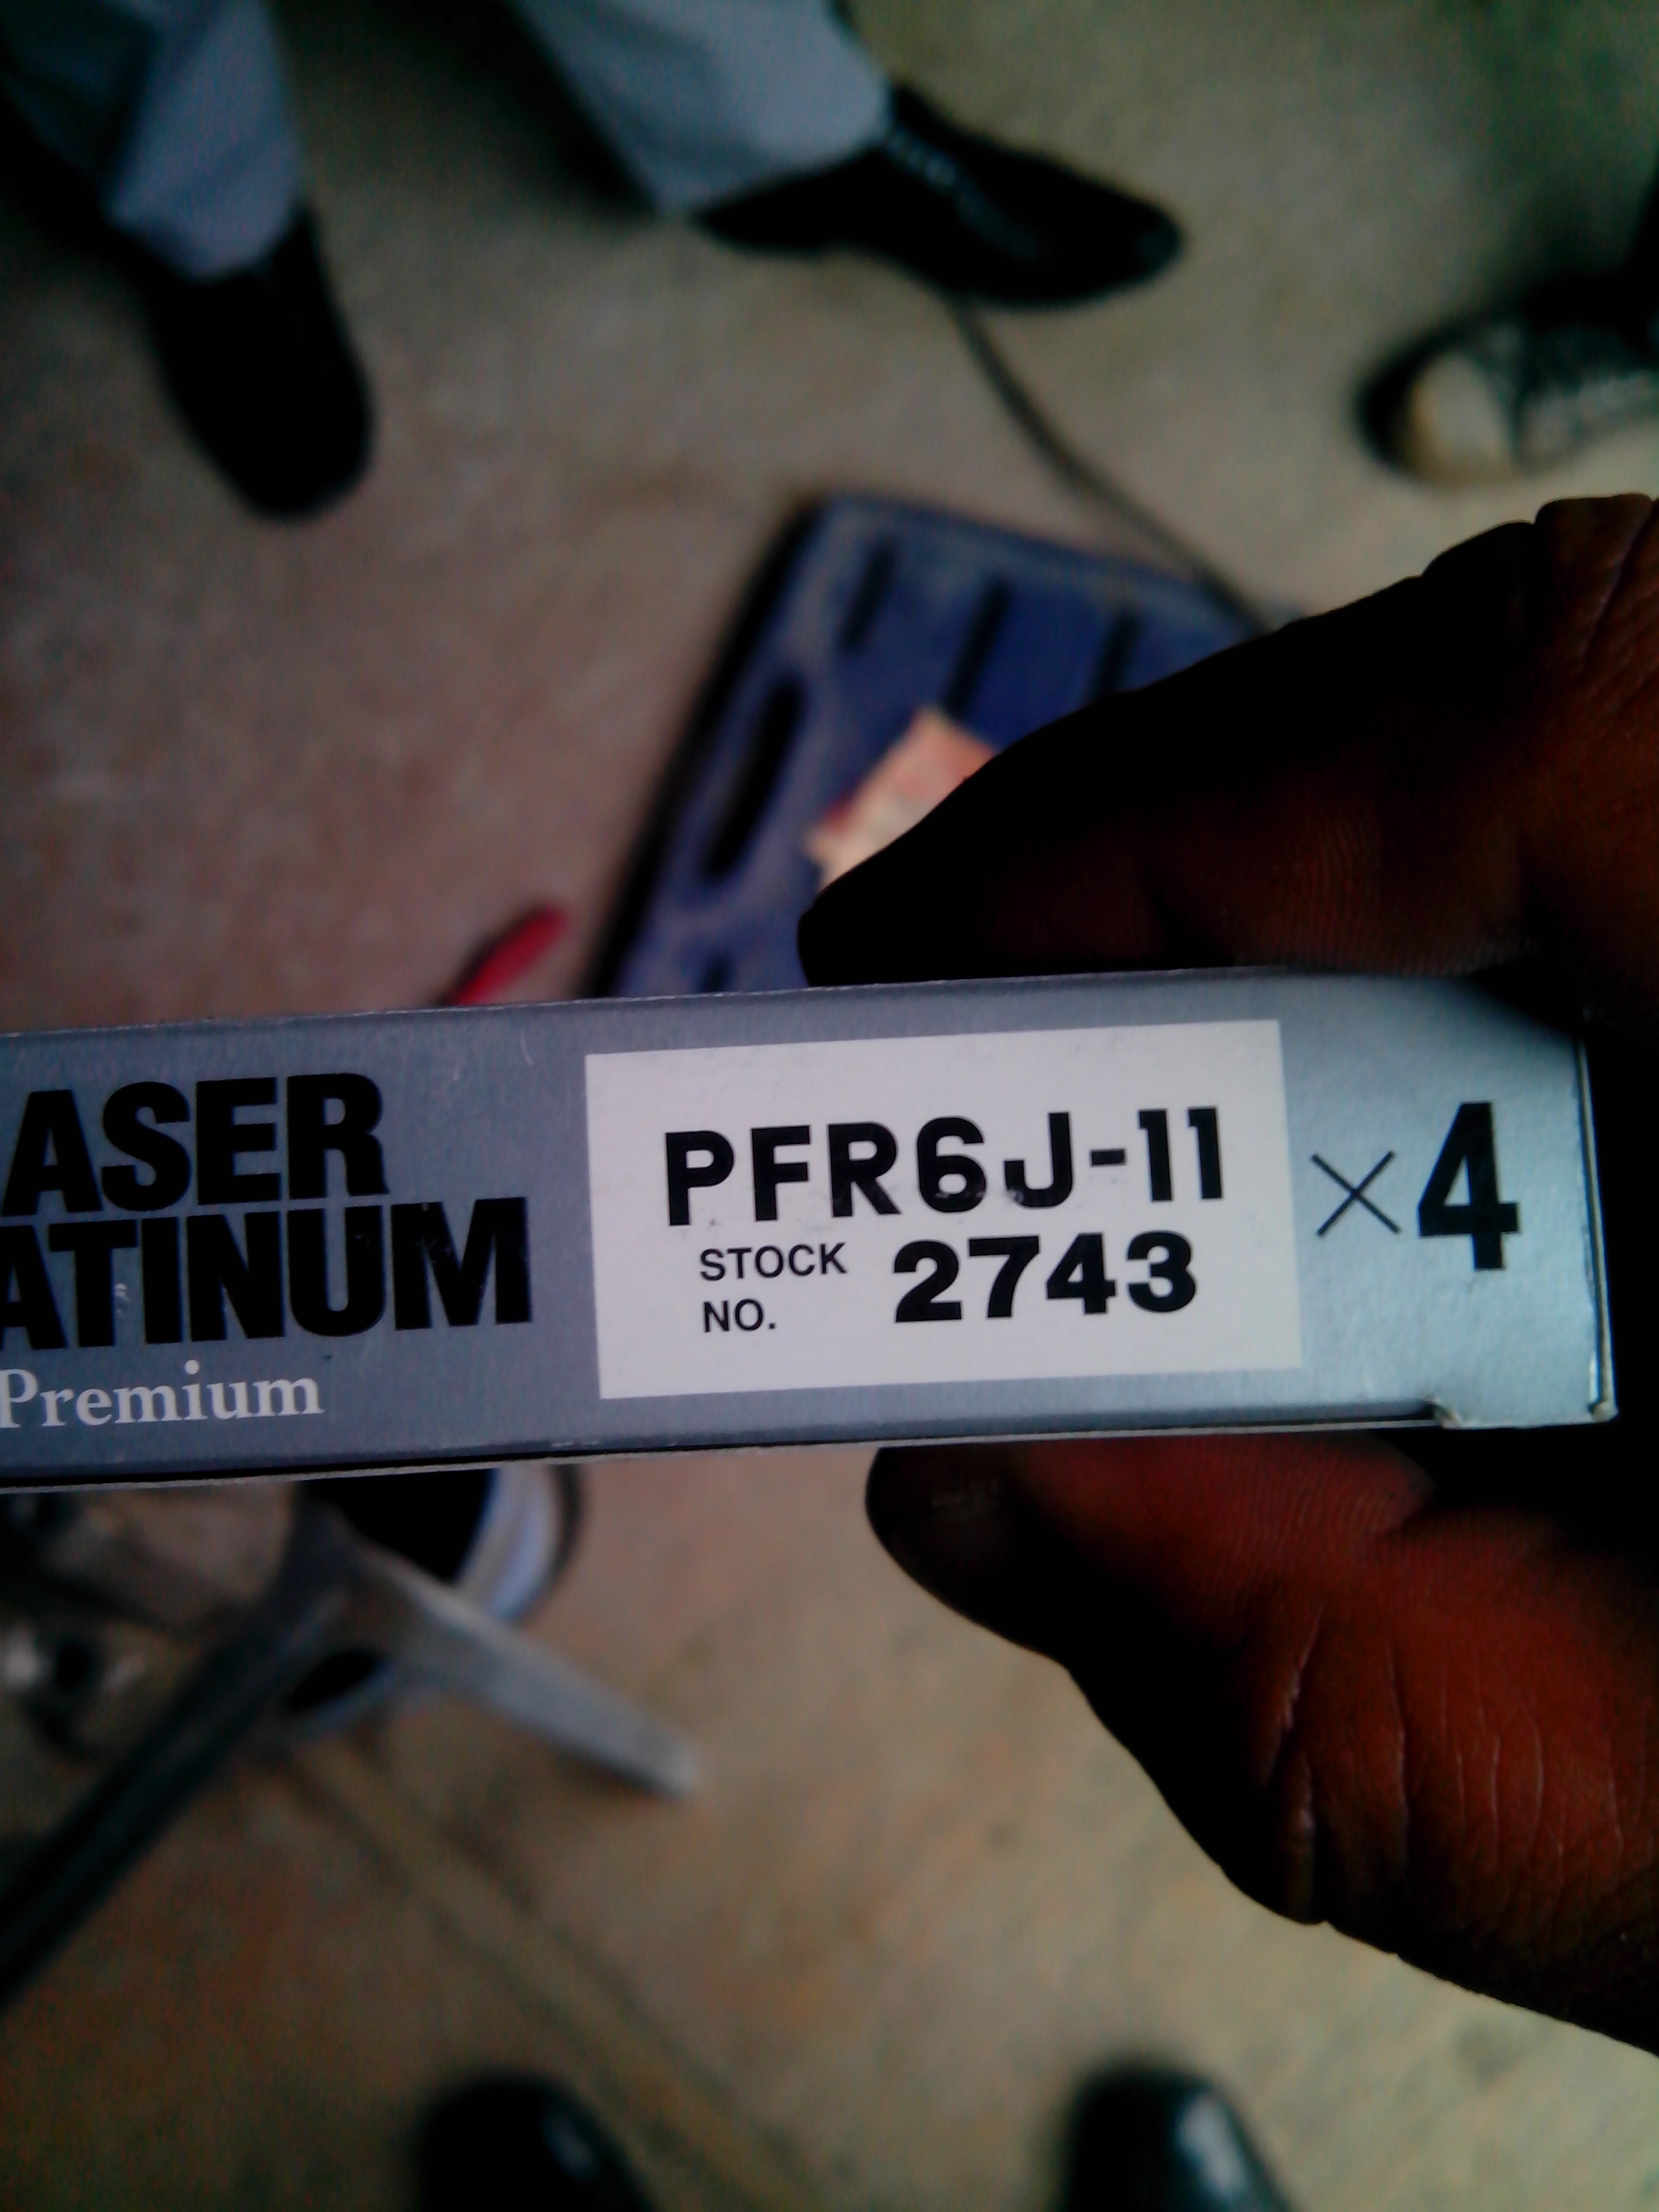 ASER
ATINUM
Premium
PFR6J-11
STOCK NO. 2743
×4